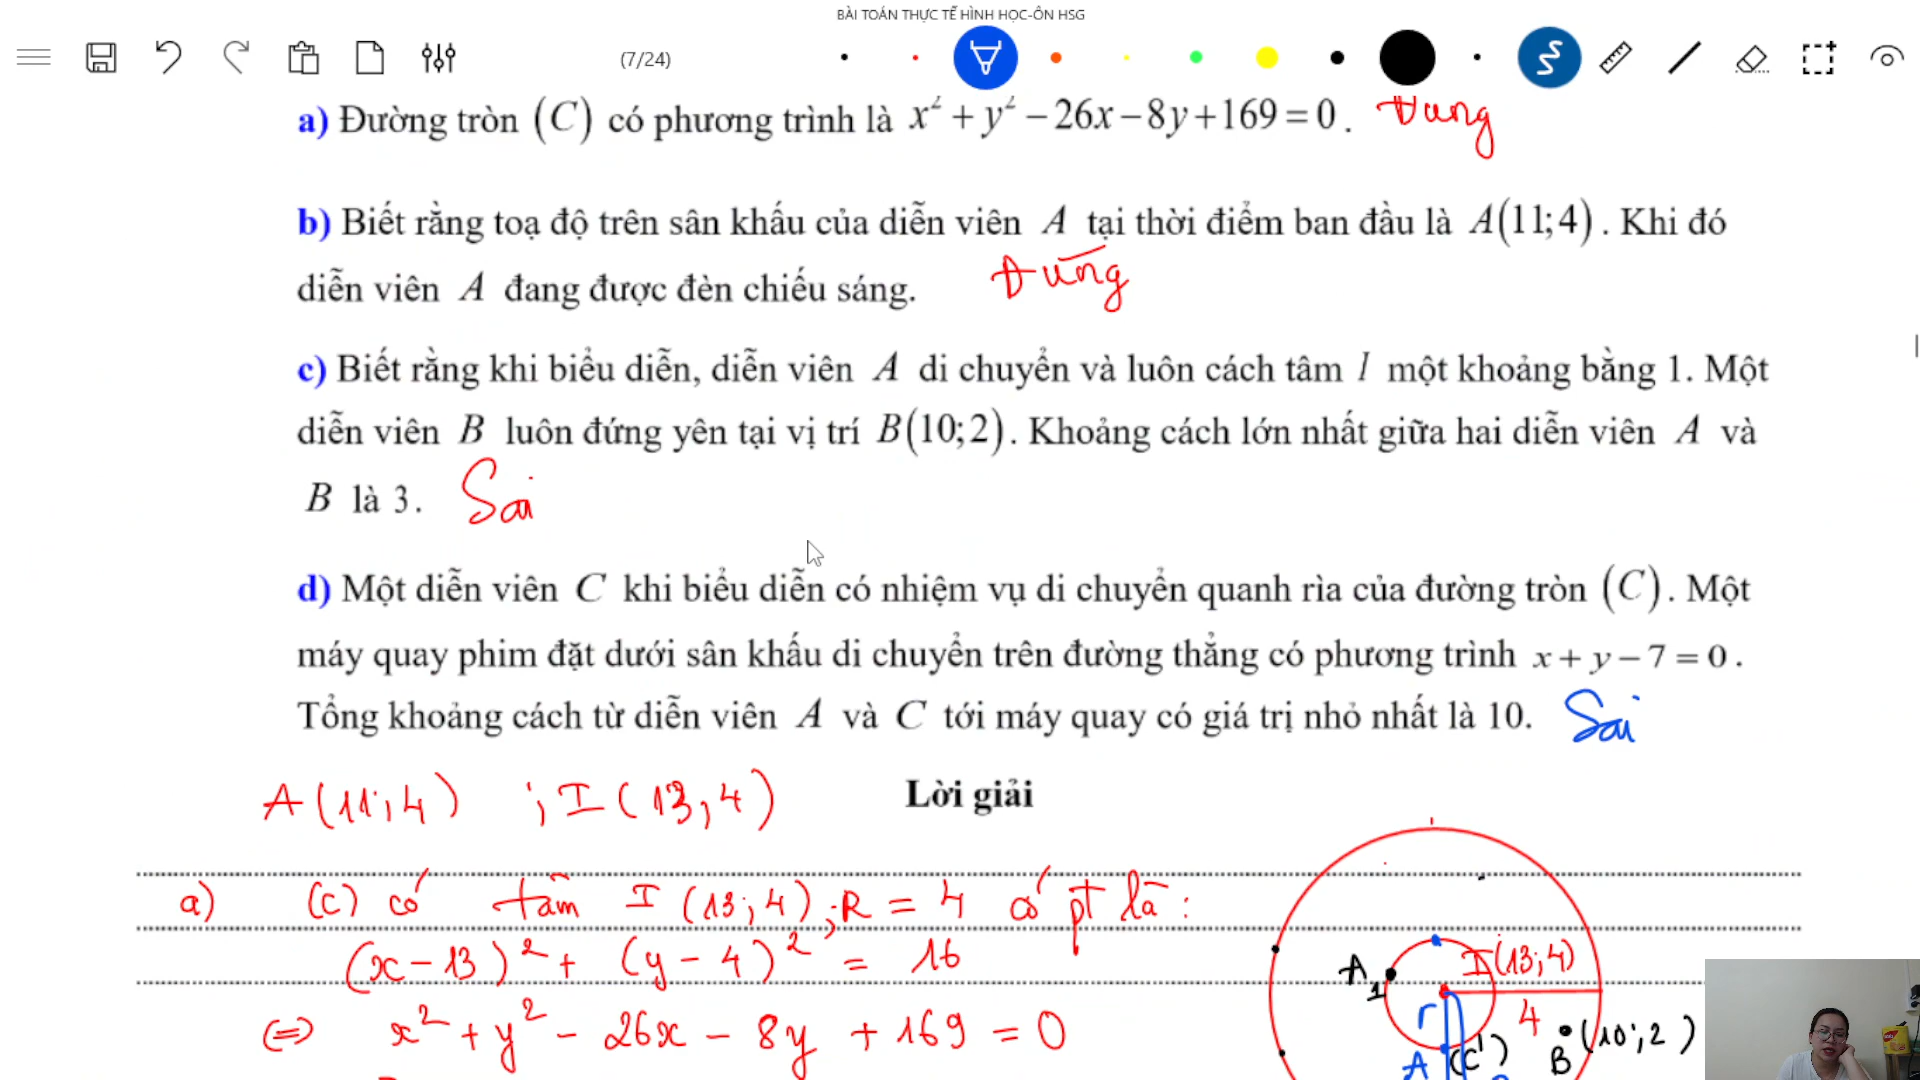 BÀI TOÁN THỰC TẾ HÌNH HỌC-ÔN HSG
(7/24)
a) Đường tròn (C) có phương trình là x² + y² − 26x − 8y + 169 = 0. Đung
b) Biết rằng toạ độ trên sân khấu của diễn viên A tại thời điểm ban đầu là A(11;4). Khi đó
diễn viên A đang được đèn chiếu sáng. Đưng
c) Biết rằng khi biểu diễn, diễn viên A di chuyển và luôn cách tâm I một khoảng bằng 1. Một
diễn viên B luôn đứng yên tại vị trí B(10;2). Khoảng cách lớn nhất giữa hai diễn viên A và
B là 3. Sai
d) Một diễn viên C khi biểu diễn có nhiệm vụ di chuyển quanh rìa của đường tròn (C). Một
máy quay phim đặt dưới sân khấu di chuyển trên đường thẳng có phương trình x + y − 7 = 0.
Tổng khoảng cách từ diễn viên A và C tới máy quay có giá trị nhỏ nhất là 10. Sai
A(11;4) ; I(13;4)
Lời giải
a) (C) có tâm I (13;4); R = 4 có pt là :
(x − 13)² + (y − 4)² = 16
⇔ x² + y² − 26x − 8y + 169 = 0
A1
I(13;4)
r
4
A
(C')
B
(10;2)